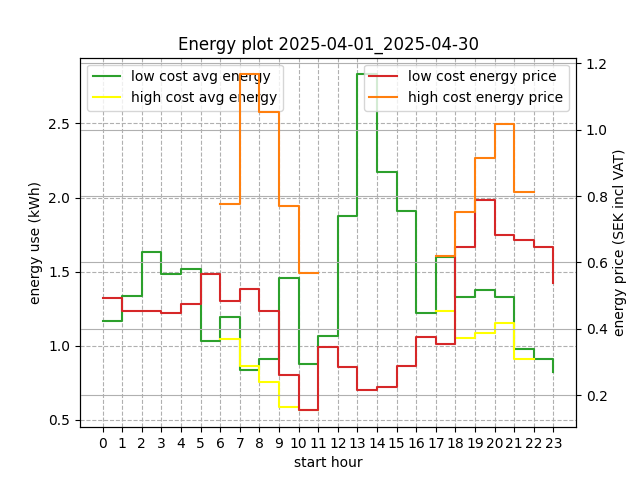 Energy plot 2025-04-01_2025-04-30
low cost avg energy
high cost avg energy
low cost energy price
high cost energy price
energy use (kWh)
2.5
2.0
1.5
1.0
0.5
1.2
1.0
0.8
0.6
0.4
0.2
energy price (SEK incl VAT)
0 1 2 3 4 5 6 7 8 9 10 11 12 13 14 15 16 17 18 19 20 21 22 23
start hour